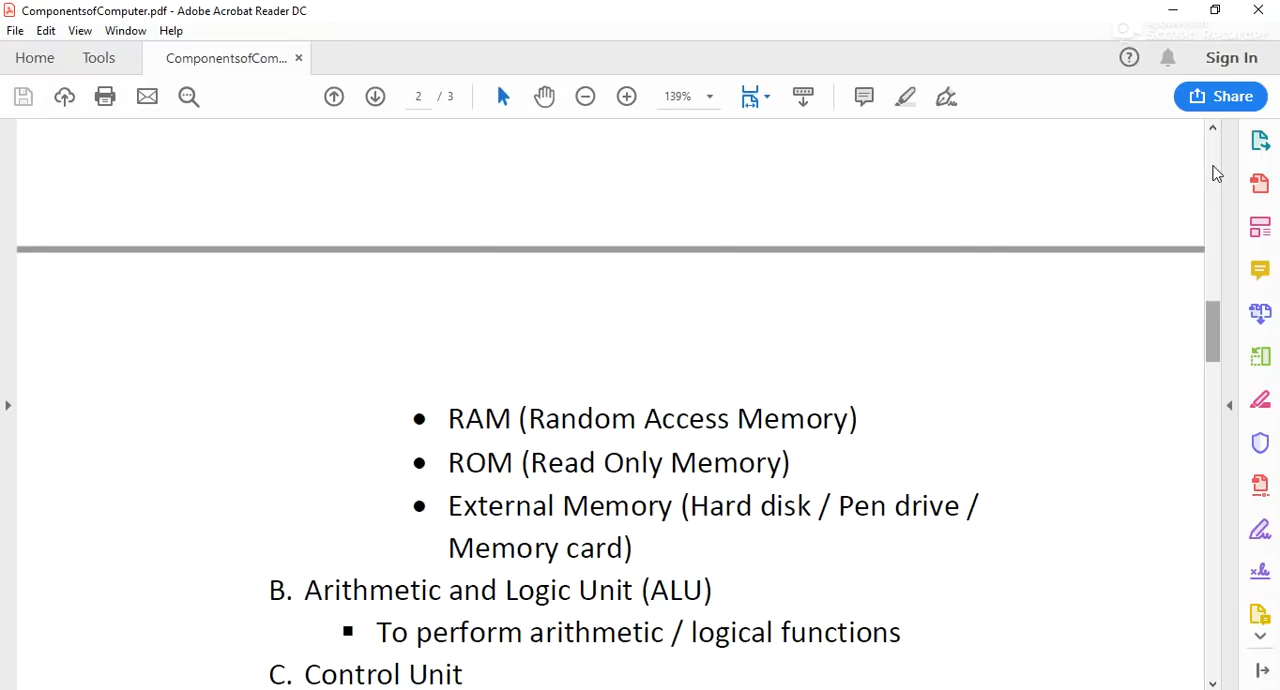 ComponentsofComputer.pdf - Adobe Acrobat Reader DC
File Edit View Window Help
Home Tools ComponentsofCom... × Sign In
2 / 3 139% Share
• RAM (Random Access Memory)
• ROM (Read Only Memory)
• External Memory (Hard disk / Pen drive /
Memory card)
B. Arithmetic and Logic Unit (ALU)
▪ To perform arithmetic / logical functions
C. Control Unit